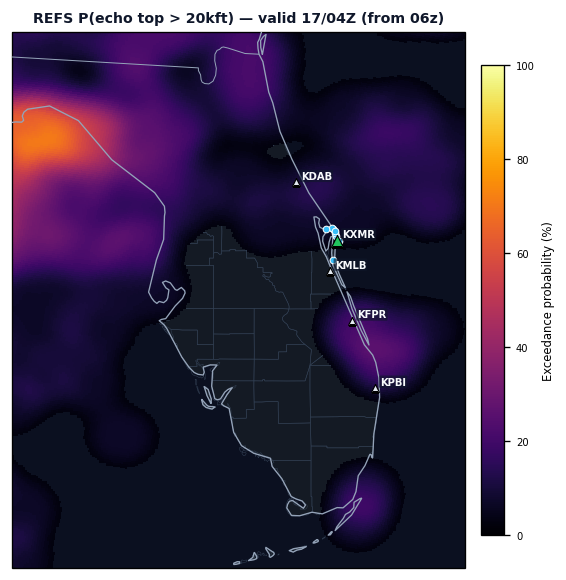 REFS P(echo top > 20kft) — valid 17/04Z (from 06z)
KDAB
KXMR
KMLB
KFPR
KPBI
100
80
60
40
20
0
Exceedance probability (%)